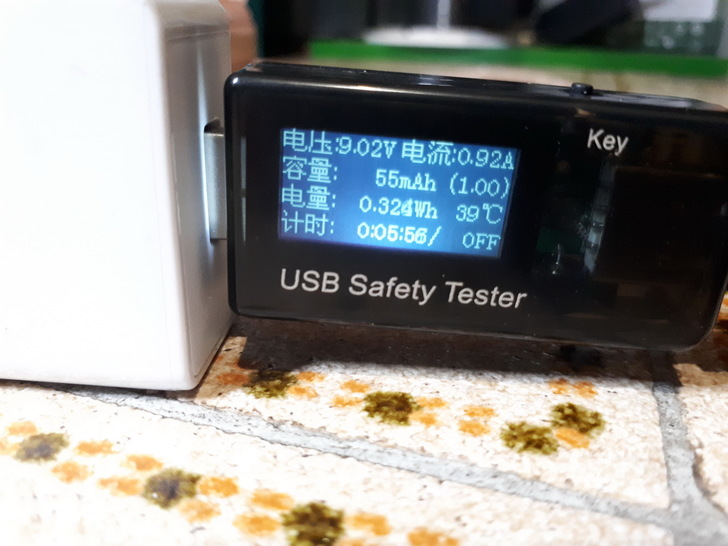 电压:9.02V 电流:0.92A
容量: 55mAh (1.00)
电量: 0.324Wh 39℃
计时: 0:05:56/ OFF
Key
USB Safety Tester